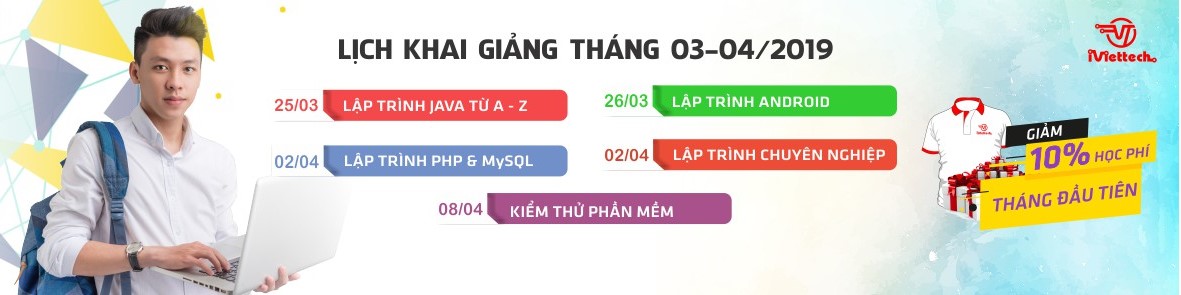 LỊCH KHAI GIẢNG THÁNG 03-04/2019
iViettech
25/03 LẬP TRÌNH JAVA TỪ A - Z
26/03 LẬP TRÌNH ANDROID
02/04 LẬP TRÌNH PHP & MySQL
02/04 LẬP TRÌNH CHUYÊN NGHIỆP
08/04 KIỂM THỬ PHẦN MỀM
GIẢM
10% HỌC PHÍ
THÁNG ĐẦU TIÊN